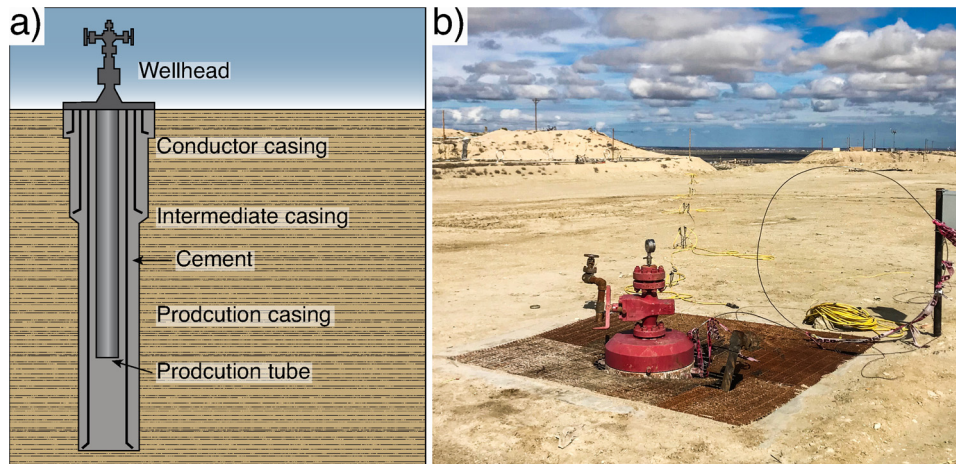 a)
Wellhead
Conductor casing
Intermediate casing
Cement
Prodcution casing
Prodcution tube
b)